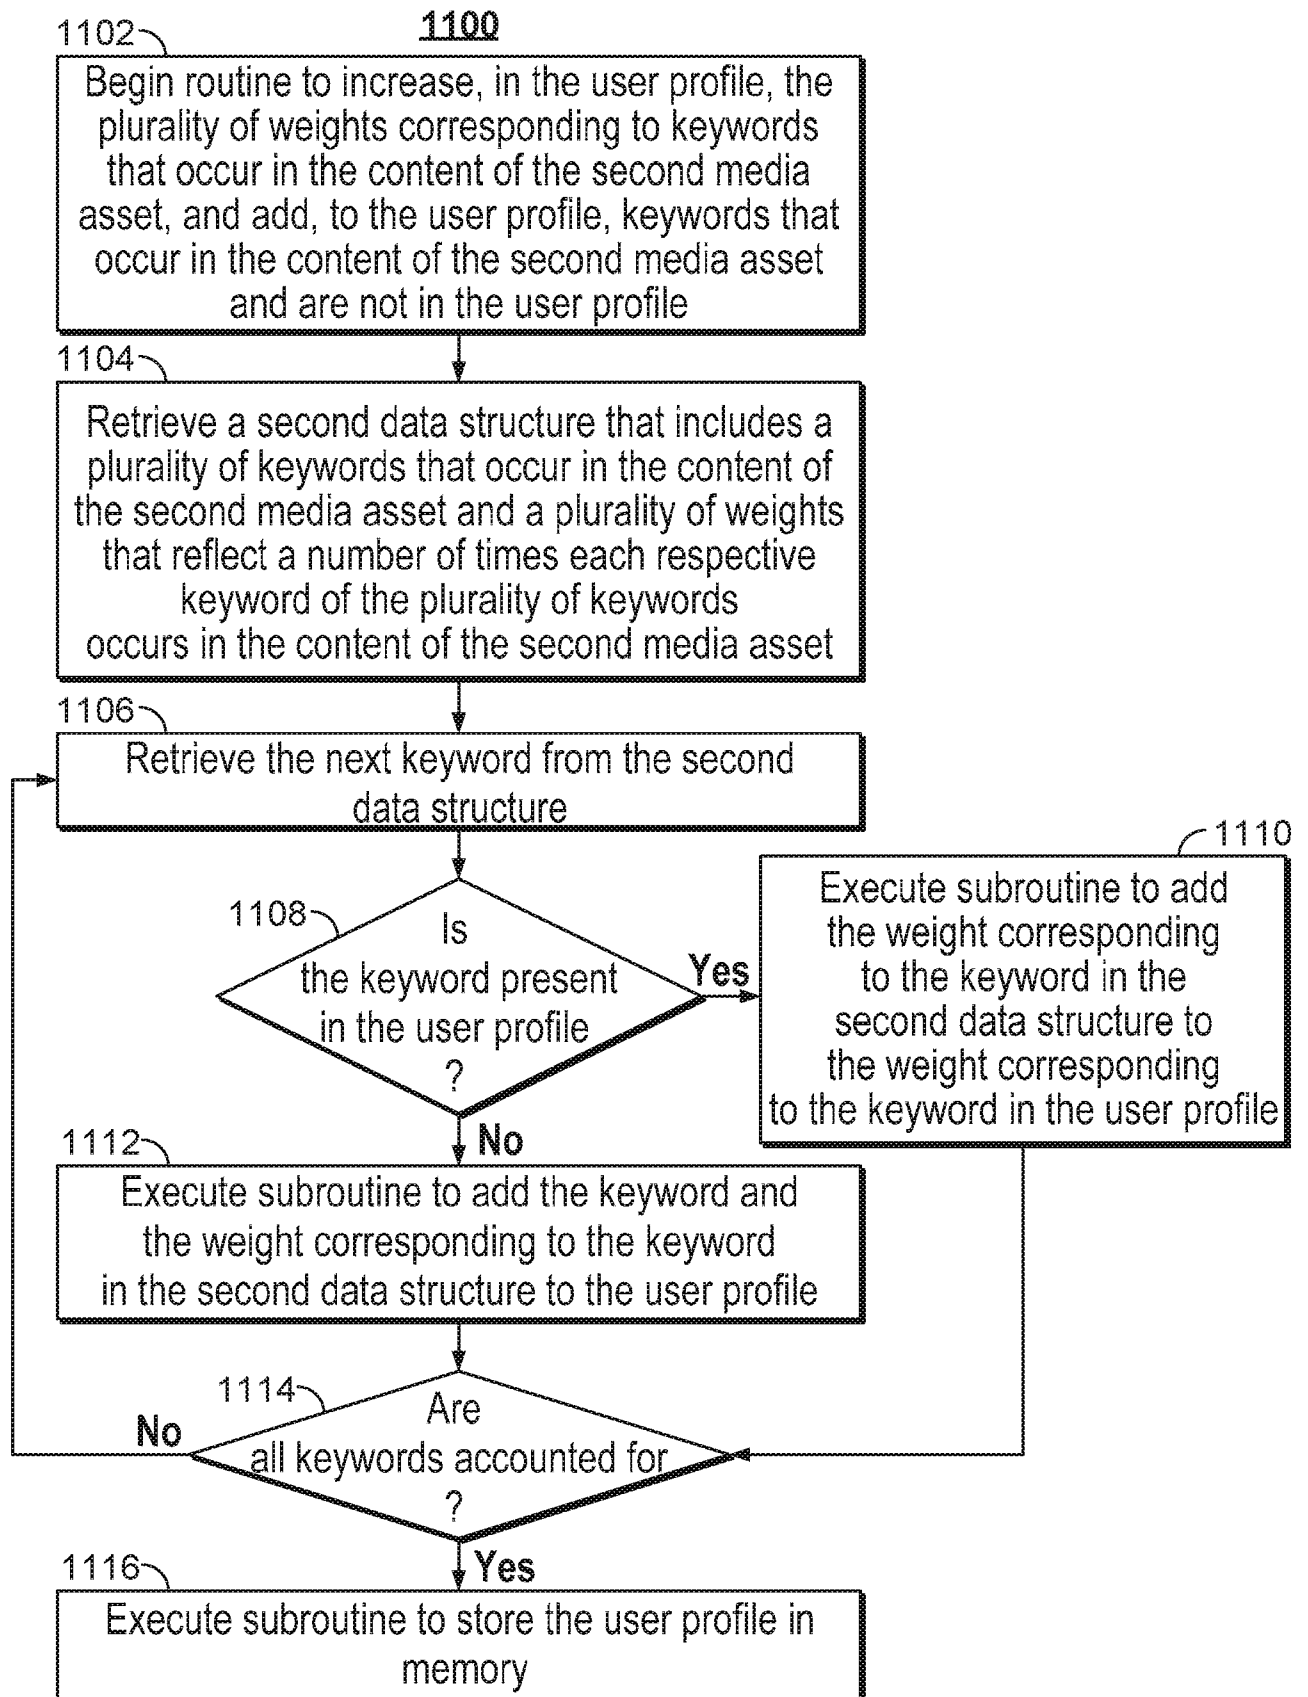 1100
1102
Begin routine to increase, in the user profile, the
plurality of weights corresponding to keywords
that occur in the content of the second media
asset, and add, to the user profile, keywords that
occur in the content of the second media asset
and are not in the user profile
1104
Retrieve a second data structure that includes a
plurality of keywords that occur in the content of
the second media asset and a plurality of weights
that reflect a number of times each respective
keyword of the plurality of keywords
occurs in the content of the second media asset
1106
Retrieve the next keyword from the second
data structure
1108
Is
the keyword present
in the user profile
?
Yes
1110
Execute subroutine to add
the weight corresponding
to the keyword in the
second data structure to
the weight corresponding
to the keyword in the user profile
No
1112
Execute subroutine to add the keyword and
the weight corresponding to the keyword
in the second data structure to the user profile
1114
Are
all keywords accounted for
?
No
Yes
1116
Execute subroutine to store the user profile in
memory